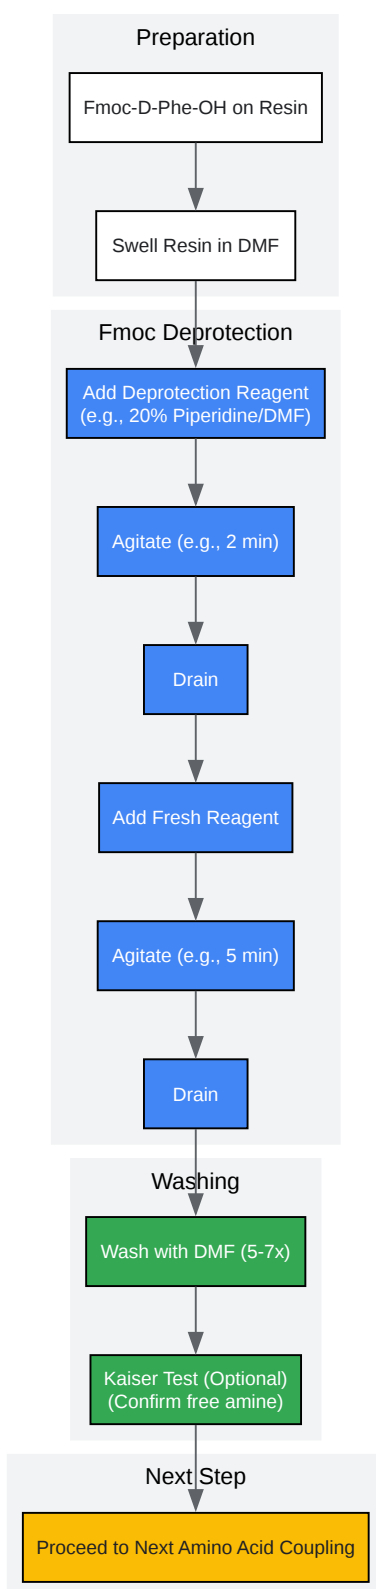 Preparation
Fmoc-D-Phe-OH on Resin
Swell Resin in DMF
Fmoc Deprotection
Add Deprotection Reagent
(e.g., 20% Piperidine/DMF)
Agitate (e.g., 2 min)
Drain
Add Fresh Reagent
Agitate (e.g., 5 min)
Drain
Washing
Wash with DMF (5-7x)
Kaiser Test (Optional)
(Confirm free amine)
Next Step
Proceed to Next Amino Acid Coupling